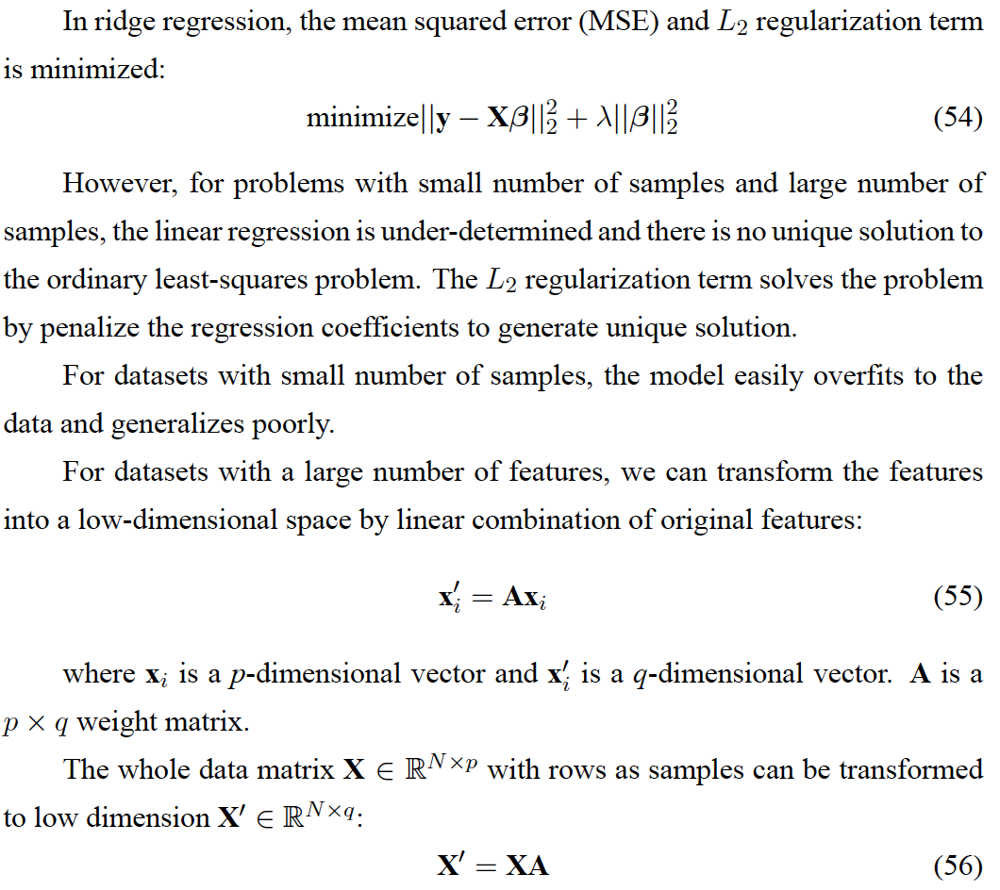 In ridge regression, the mean squared error (MSE) and $L_2$ regularization term
is minimized:
$\text{minimize}||\mathbf{y} - \mathbf{X}\boldsymbol{\beta}||_2^2 + \lambda||\boldsymbol{\beta}||_2^2$ (54)
However, for problems with small number of samples and large number of
samples, the linear regression is under-determined and there is no unique solution to
the ordinary least-squares problem. The $L_2$ regularization term solves the problem
by penalize the regression coefficients to generate unique solution.
For datasets with small number of samples, the model easily overfits to the
data and generalizes poorly.
For datasets with a large number of features, we can transform the features
into a low-dimensional space by linear combination of original features:
$\mathbf{x}_i' = \mathbf{A}\mathbf{x}_i$ (55)
where $\mathbf{x}_i$ is a $p$-dimensional vector and $\mathbf{x}_i'$ is a $q$-dimensional vector. $\mathbf{A}$ is a
$p \times q$ weight matrix.
The whole data matrix $\mathbf{X} \in \mathbb{R}^{N \times p}$ with rows as samples can be transformed
to low dimension $\mathbf{X}' \in \mathbb{R}^{N \times q}$:
$\mathbf{X}' = \mathbf{X}\mathbf{A}$ (56)